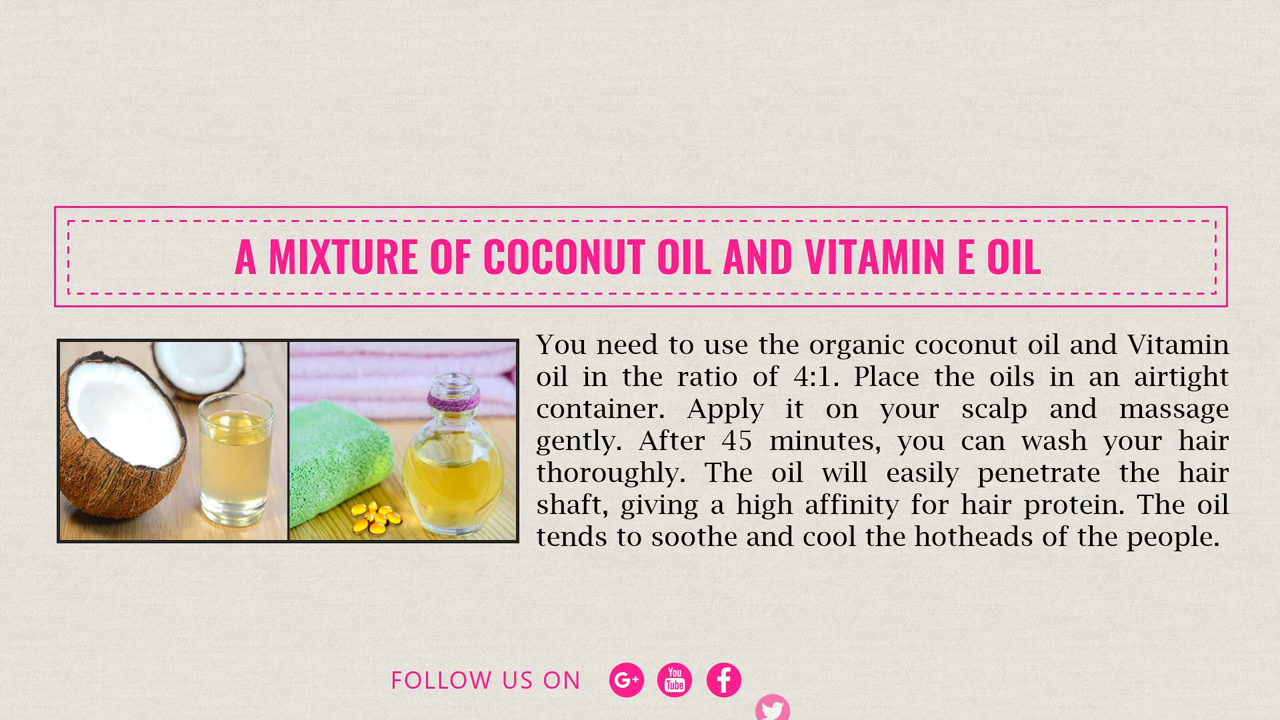 A MIXTURE OF COCONUT OIL AND VITAMIN E OIL
You need to use the organic coconut oil and Vitamin
oil in the ratio of 4:1. Place the oils in an airtight
container. Apply it on your scalp and massage
gently. After 45 minutes, you can wash your hair
thoroughly. The oil will easily penetrate the hair
shaft, giving a high affinity for hair protein. The oil
tends to soothe and cool the hotheads of the people.
FOLLOW US ON G+ You Tube f